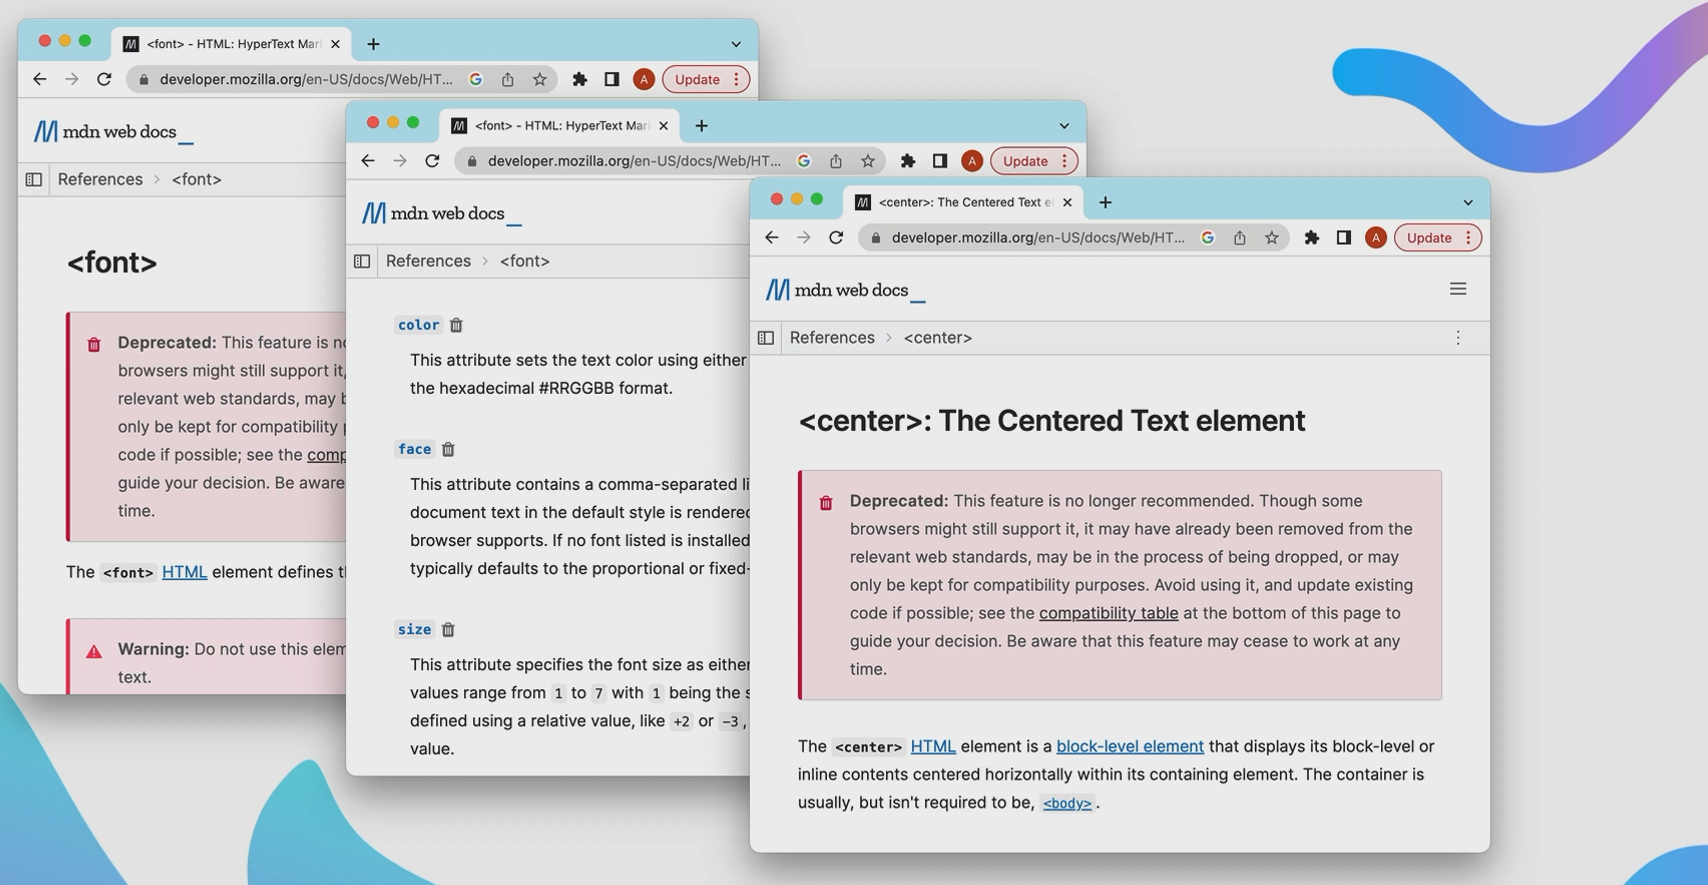 <font> - HTML: HyperText Mar
developer.mozilla.org/en-US/docs/Web/HT...
A
Update
mdn web docs_
References
<font>
<font>
Deprecated: This feature is no
browsers might still support it,
relevant web standards, may b
only be kept for compatibility p
code if possible; see the comp
guide your decision. Be aware
time.
The <font> HTML element defines th
Warning: Do not use this elem
text.
<font> - HTML: HyperText Mar
developer.mozilla.org/en-US/docs/Web/HT...
A
Update
mdn web docs_
References
<font>
color
This attribute sets the text color using either
the hexadecimal #RRGGBB format.
face
This attribute contains a comma-separated li
document text in the default style is rendered
browser supports. If no font listed is installed
typically defaults to the proportional or fixed-
size
This attribute specifies the font size as either
values range from 1 to 7 with 1 being the s
defined using a relative value, like +2 or -3,
value.
<center>: The Centered Text el
developer.mozilla.org/en-US/docs/Web/HT...
A
Update
mdn web docs_
References
<center>
<center>: The Centered Text element
Deprecated: This feature is no longer recommended. Though some
browsers might still support it, it may have already been removed from the
relevant web standards, may be in the process of being dropped, or may
only be kept for compatibility purposes. Avoid using it, and update existing
code if possible; see the compatibility table at the bottom of this page to
guide your decision. Be aware that this feature may cease to work at any
time.
The <center> HTML element is a block-level element that displays its block-level or
inline contents centered horizontally within its containing element. The container is
usually, but isn't required to be, <body>.